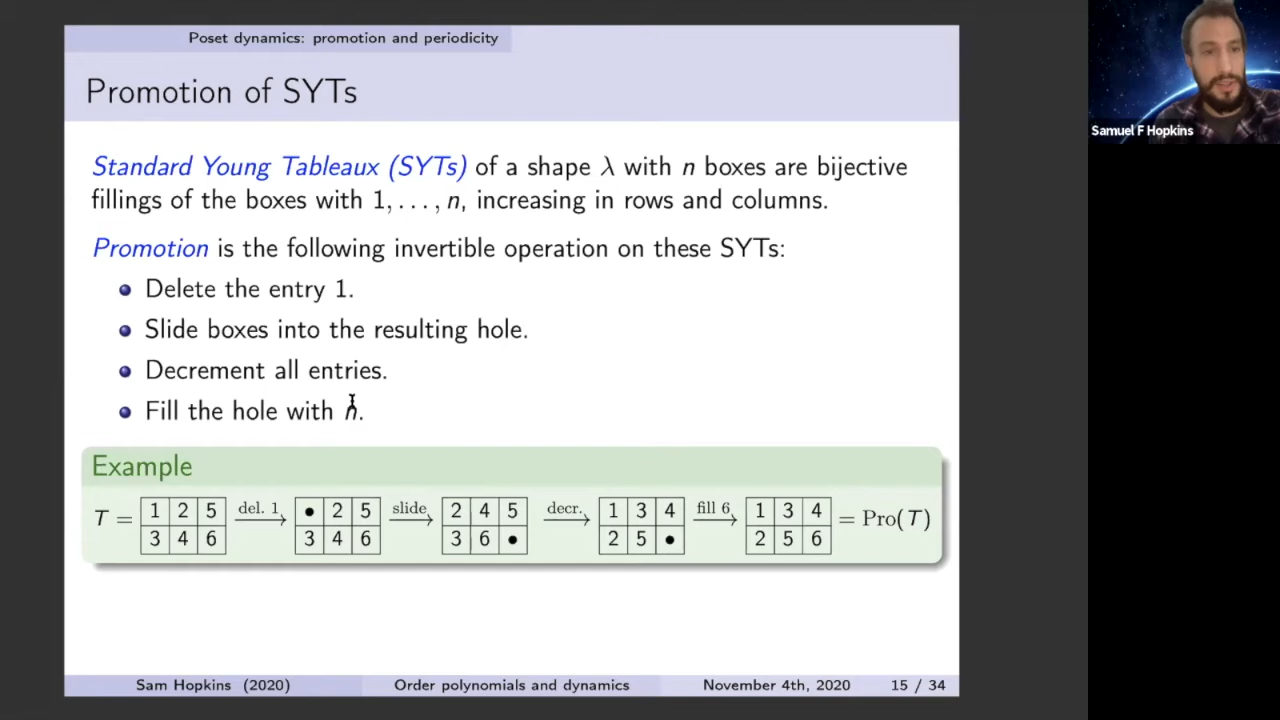 Poset dynamics: promotion and periodicity
Promotion of SYTs
Standard Young Tableaux (SYTs) of a shape λ with n boxes are bijective
fillings of the boxes with 1, . . . , n, increasing in rows and columns.
Promotion is the following invertible operation on these SYTs:
Delete the entry 1.
Slide boxes into the resulting hole.
Decrement all entries.
Fill the hole with n.
Example
T = 1 2 5 del. 1 • 2 5 slide 2 4 5 decr. 1 3 4 fill 6 1 3 4 = Pro(T)
3 4 6 3 4 6 3 6 • 2 5 • 2 5 6
Sam Hopkins (2020) Order polynomials and dynamics November 4th, 2020 15 / 34
Samuel F Hopkins